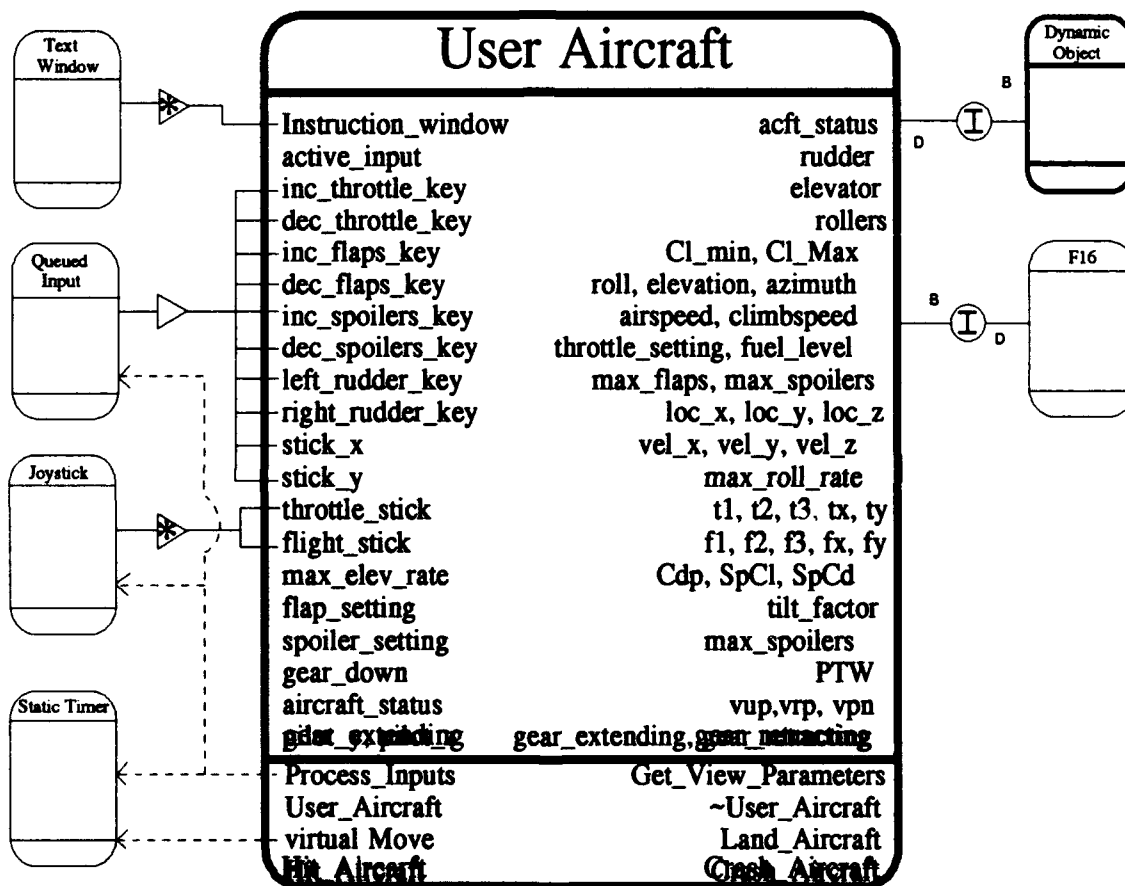 User Aircraft
Text
Window
Queued
Input
Joystick
Static Timer
Instruction_window
active_input
inc_throttle_key
dec_throttle_key
inc_flaps_key
dec_flaps_key
inc_spoilers_key
dec_spoilers_key
left_rudder_key
right_rudder_key
stick_x
stick_y
throttle_stick
flight_stick
max_elev_rate
flap_setting
spoiler_setting
gear_down
aircraft_status
acft_status
rudder
elevator
rollers
Cl_min, Cl_Max
roll, elevation, azimuth
airspeed, climbspeed
throttle_setting, fuel_level
max_flaps, max_spoilers
loc_x, loc_y, loc_z
vel_x, vel_y, vel_z
max_roll_rate
t1, t2, t3, tx, ty
f1, f2, f3, fx, fy
Cdp, SpCl, SpCd
tilt_factor
max_spoilers
PTW
vup,vrp, vpn
gear_extending,
Process_Inputs
User_Aircraft
virtual Move
Get_View_Parameters
~User_Aircraft
Land_Aircraft
Dynamic
Object
B
I
D
F16
B
I
D